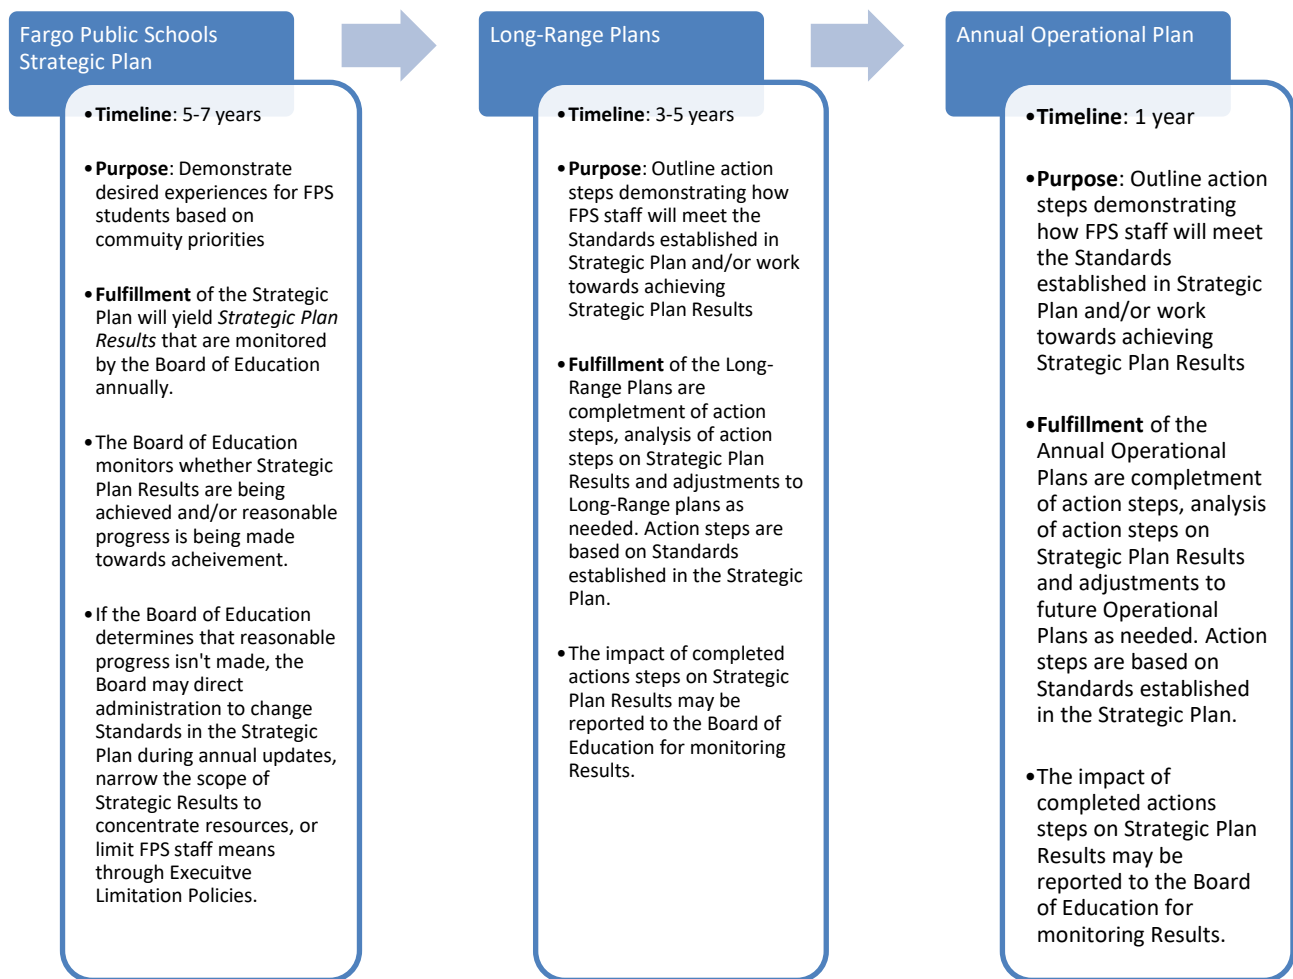 Fargo Public Schools
Strategic Plan
•Timeline: 5-7 years
•Purpose: Demonstrate
desired experiences for FPS
students based on
commuity priorities
•Fulfillment of the Strategic
Plan will yield Strategic Plan
Results that are monitored
by the Board of Education
annually.
•The Board of Education
monitors whether Strategic
Plan Results are being
achieved and/or reasonable
progress is being made
towards acheivement.
•If the Board of Education
determines that reasonable
progress isn't made, the
Board may direct
administration to change
Standards in the Strategic
Plan during annual updates,
narrow the scope of
Strategic Results to
concentrate resources, or
limit FPS staff means
through Execuitve
Limitation Policies.
Long-Range Plans
•Timeline: 3-5 years
•Purpose: Outline action
steps demonstrating how
FPS staff will meet the
Standards established in
Strategic Plan and/or work
towards achieving
Strategic Plan Results
•Fulfillment of the Long-
Range Plans are
completment of action
steps, analysis of action
steps on Strategic Plan
Results and adjustments to
Long-Range plans as
needed. Action steps are
based on Standards
established in the Strategic
Plan.
•The impact of completed
actions steps on Strategic
Plan Results may be
reported to the Board of
Education for monitoring
Results.
Annual Operational Plan
•Timeline: 1 year
•Purpose: Outline action
steps demonstrating
how FPS staff will meet
the Standards
established in Strategic
Plan and/or work
towards achieving
Strategic Plan Results
•Fulfillment of the
Annual Operational
Plans are completment
of action steps, analysis
of action steps on
Strategic Plan Results
and adjustments to
future Operational
Plans as needed. Action
steps are based on
Standards established
in the Strategic Plan.
•The impact of
completed actions
steps on Strategic Plan
Results may be
reported to the Board
of Education for
monitoring Results.